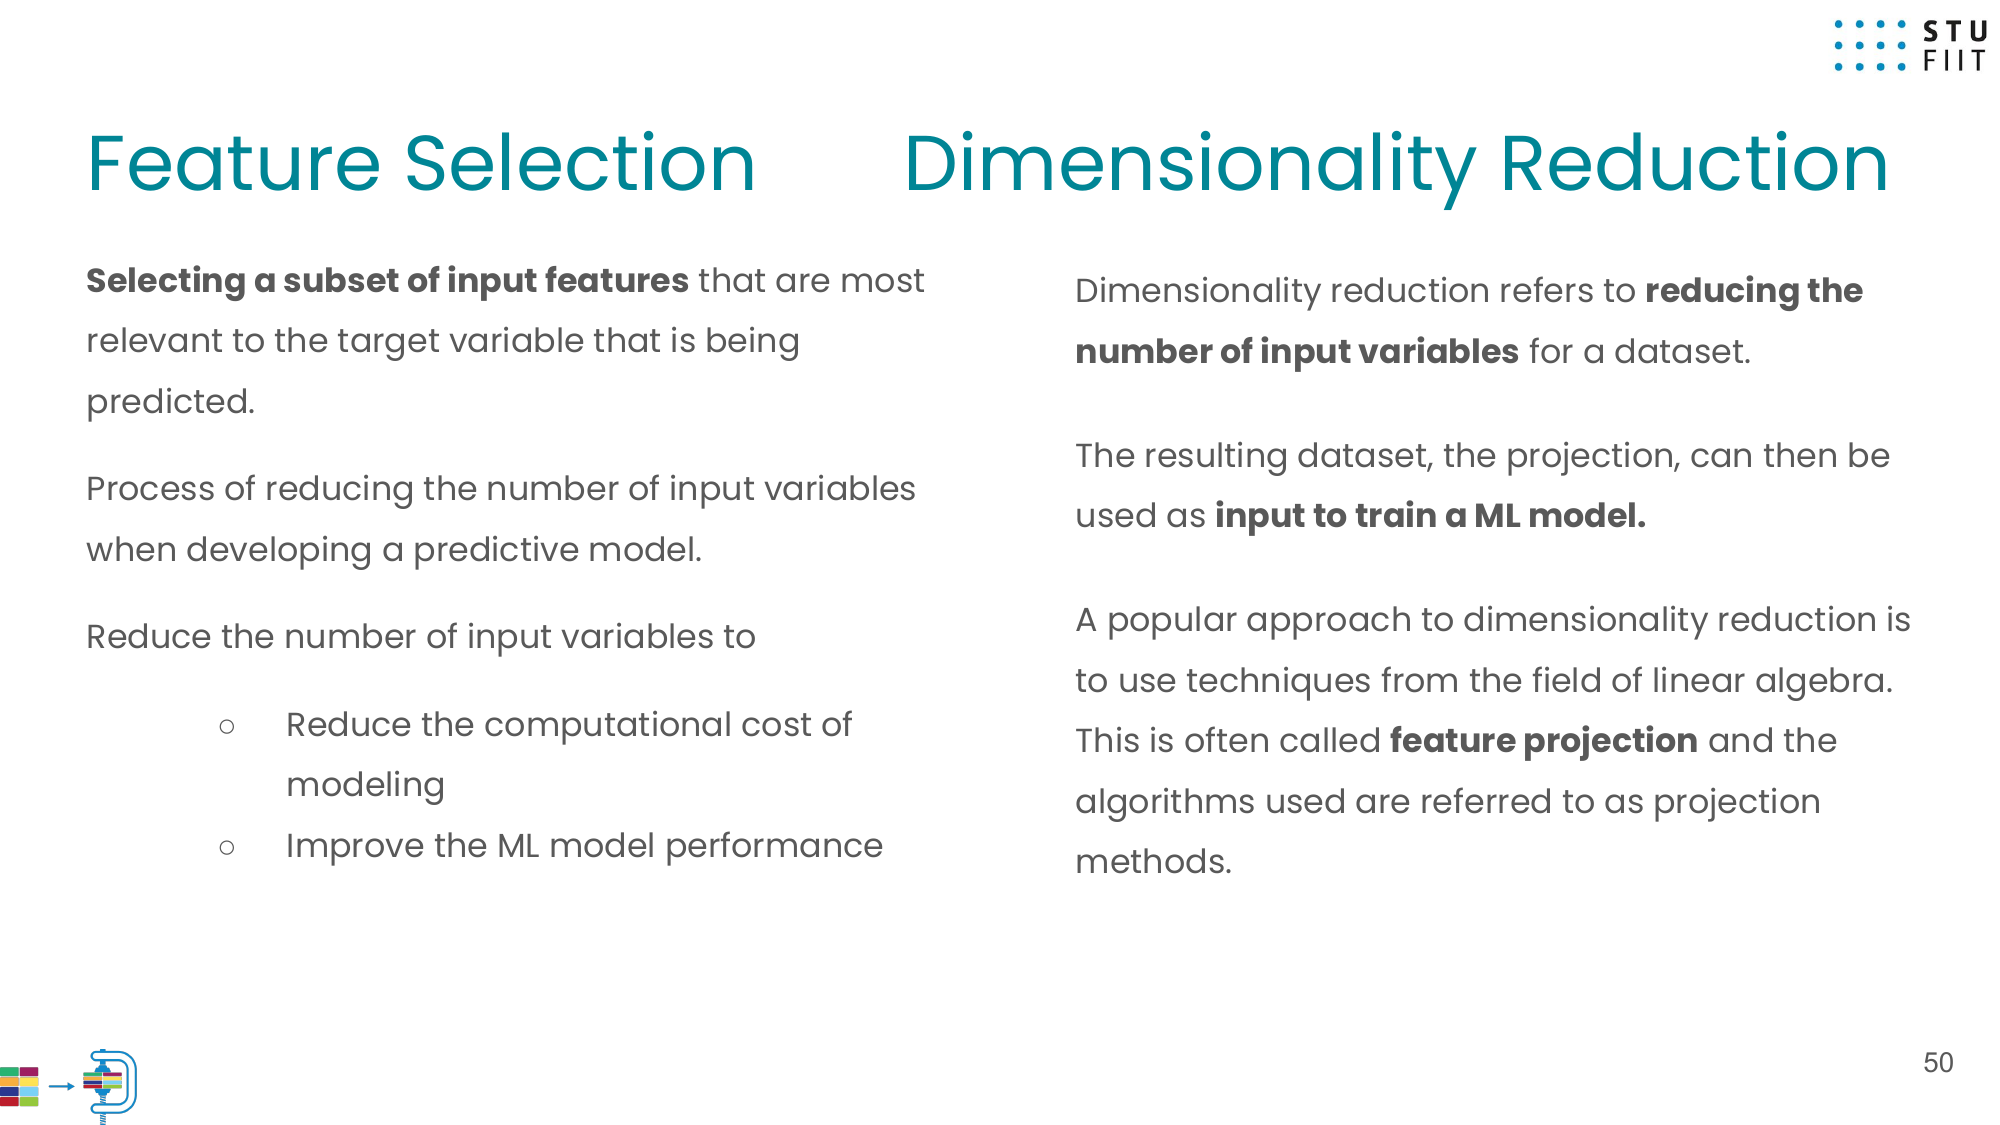 STU
FIIT
Feature Selection
Dimensionality Reduction
Selecting a subset of input features that are most
relevant to the target variable that is being
predicted.
Process of reducing the number of input variables
when developing a predictive model.
Reduce the number of input variables to
○ Reduce the computational cost of
modeling
○ Improve the ML model performance
Dimensionality reduction refers to reducing the
number of input variables for a dataset.
The resulting dataset, the projection, can then be
used as input to train a ML model.
A popular approach to dimensionality reduction is
to use techniques from the field of linear algebra.
This is often called feature projection and the
algorithms used are referred to as projection
methods.
50